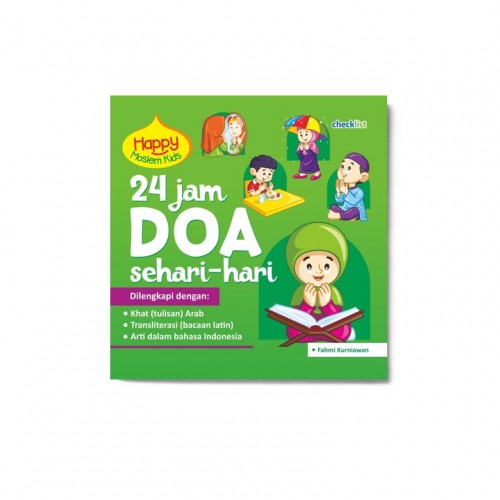 checklist
Happy
Moslem Kids
24 jam
DOA
sehari-hari
Dilengkapi dengan:
• Khat (tulisan) Arab
• Transliterasi (bacaan latin)
• Arti dalam bahasa Indonesia
• Fahmi Kurniawan